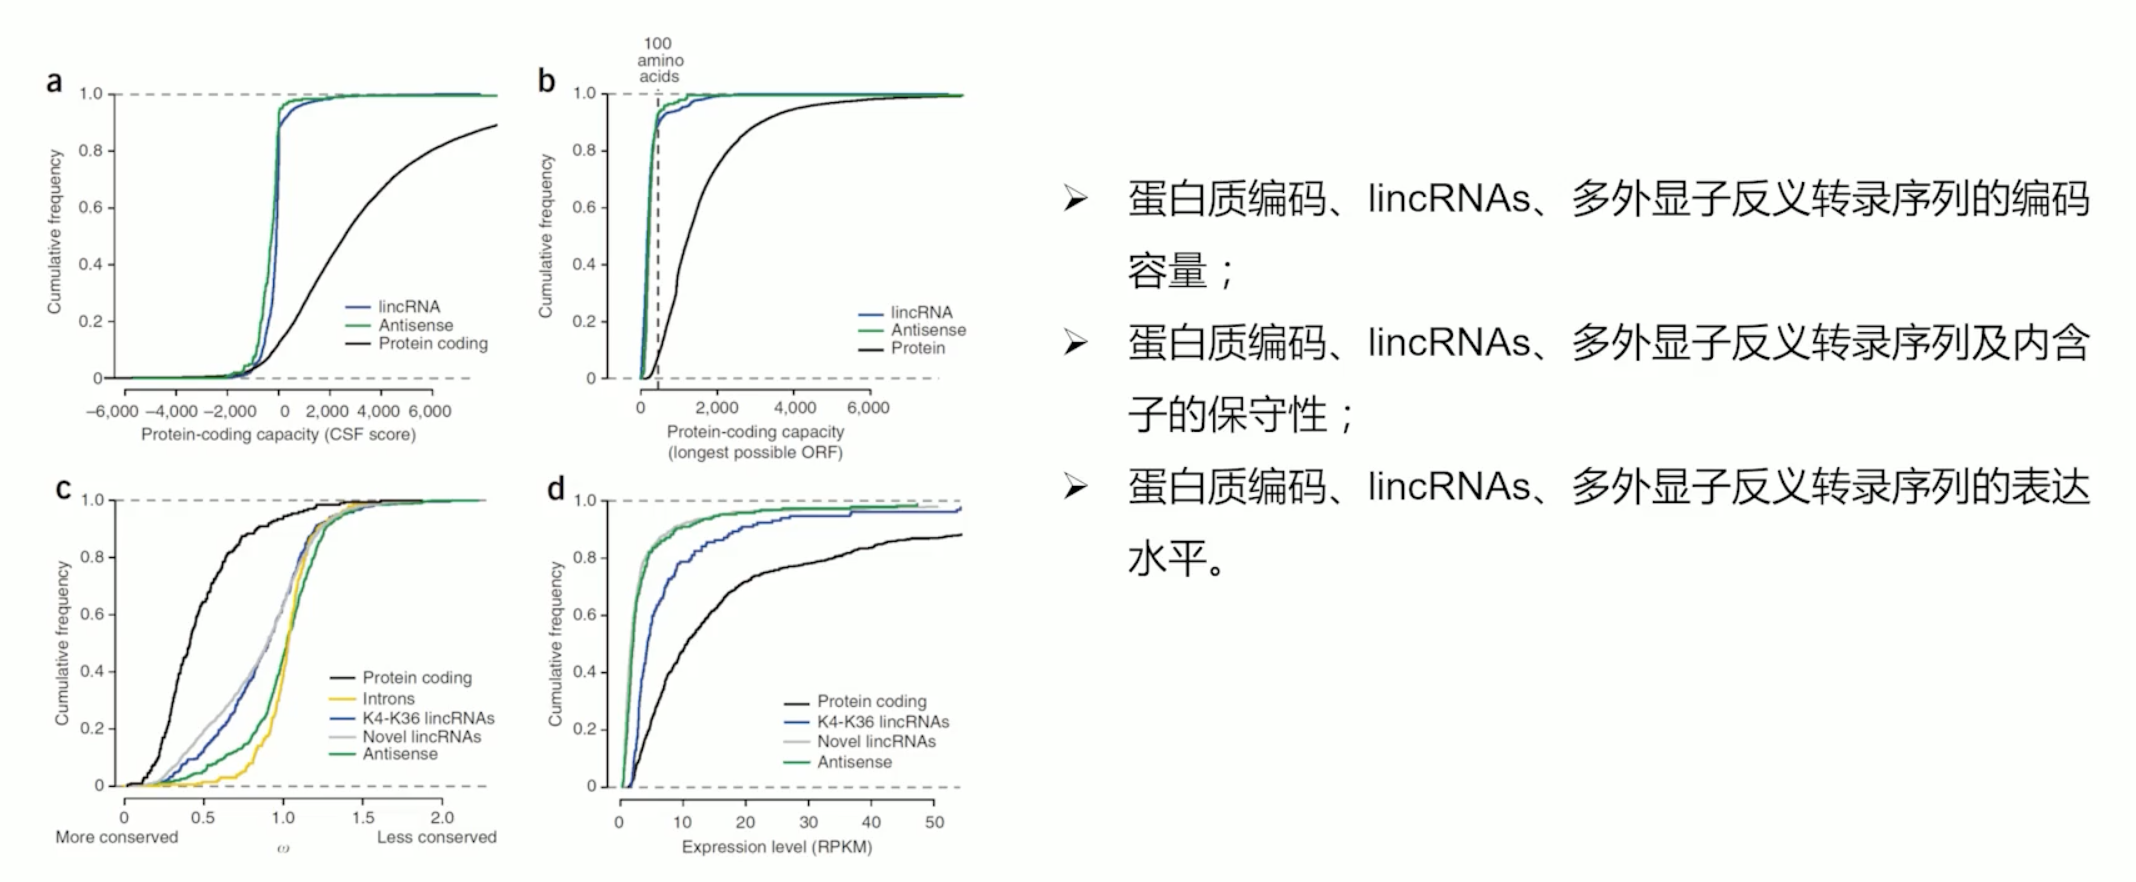 a
1.0
0.8
0.6
0.4
0.2
0
Cumulative frequency
lincRNA
Antisense
Protein coding
–6,000 –4,000 –2,000 0 2,000 4,000 6,000
Protein-coding capacity (CSF score)
b
100
amino
acids
1.0
0.8
0.6
0.4
0.2
0
Cumulative frequency
lincRNA
Antisense
Protein
0 2,000 4,000 6,000
Protein-coding capacity
(longest possible ORF)
c
1.0
0.8
0.6
0.4
0.2
0
Cumulative frequency
Protein coding
Introns
K4-K36 lincRNAs
Novel lincRNAs
Antisense
0 0.5 1.0 1.5 2.0
More conserved Less conserved
ω
d
1.0
0.8
0.6
0.4
0.2
0
Cumulative frequency
Protein coding
K4-K36 lincRNAs
Novel lincRNAs
Antisense
0 10 20 30 40 50
Expression level (RPKM)
➢ 蛋白质编码、lincRNAs、多外显子反义转录序列的编码
容量；
➢ 蛋白质编码、lincRNAs、多外显子反义转录序列及内含
子的保守性；
➢ 蛋白质编码、lincRNAs、多外显子反义转录序列的表达
水平。